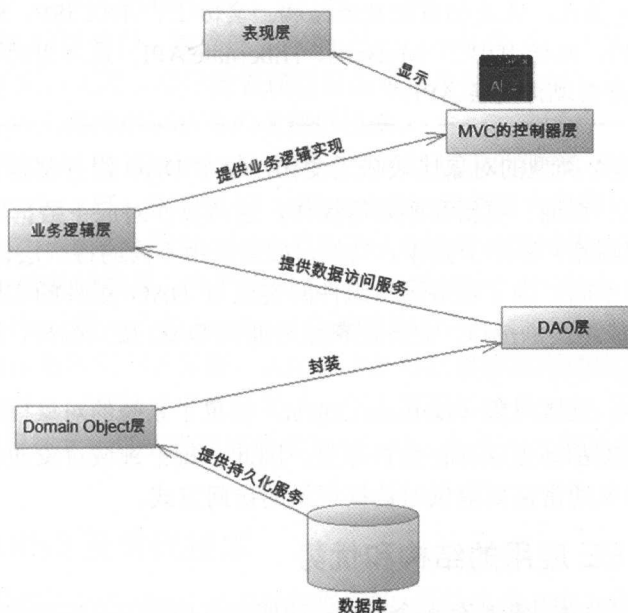 表现层
显示
MVC的控制器层
提供业务逻辑实现
业务逻辑层
提供数据访问服务
DAO层
封装
Domain Object层
提供持久化服务
数据库